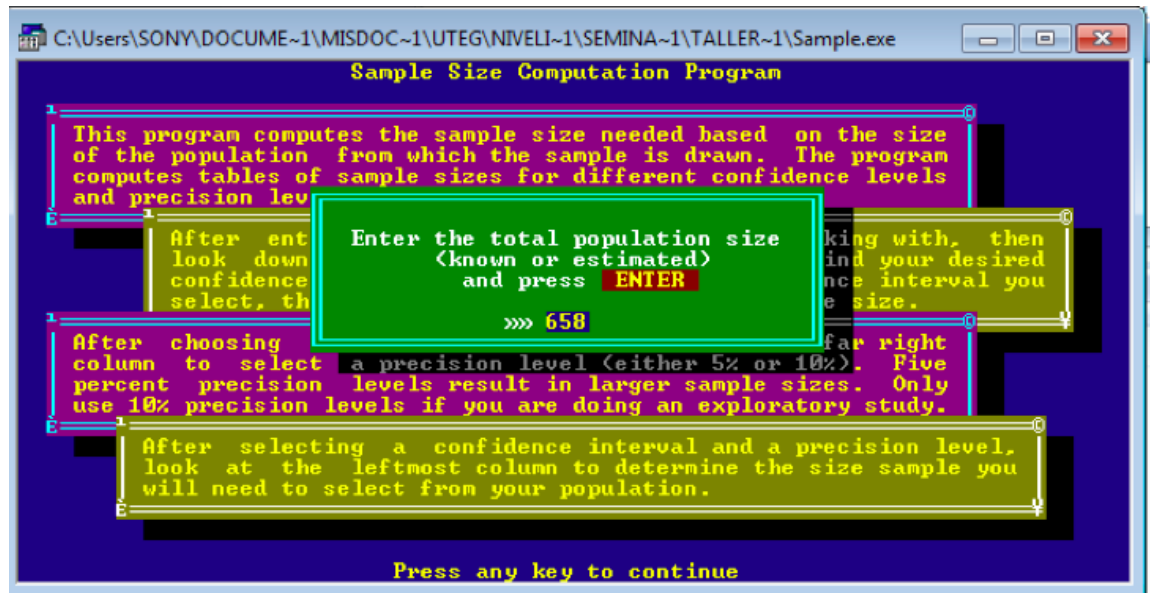 C:\Users\SONY\DOCUME~1\MISDOC~1\UTEG\NIVELI~1\SEMINA~1\TALLER~1\Sample.exe
Sample Size Computation Program
This program computes the sample size needed based on the size
of the population from which the sample is drawn. The program
computes tables of sample sizes for different confidence levels
and precision lev
Enter the total population size
(known or estimated)
and press ENTER
»»» 658
After ent king with, then
look down ind your desired
confidence nce interval you
select, th e size.
After choosing far right
column to select a precision level (either 5% or 10%). Five
percent precision levels result in larger sample sizes. Only
use 10% precision levels if you are doing an exploratory study.
After selecting a confidence interval and a precision level,
look at the leftmost column to determine the size sample you
will need to select from your population.
Press any key to continue